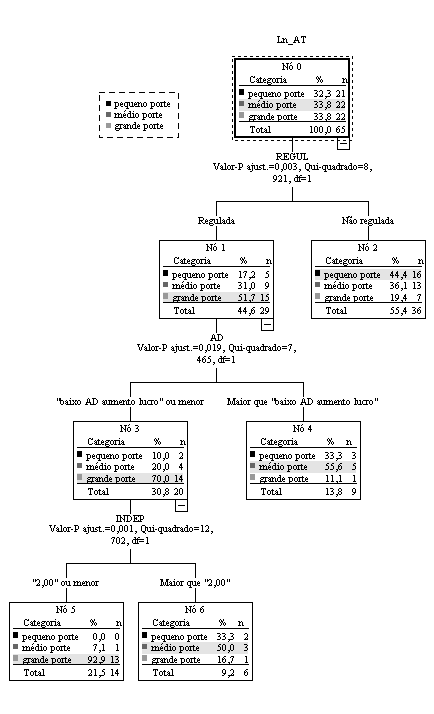 Ln_AT
pequeno porte
médio porte
grande porte
Nó 0
Categoria % n
pequeno porte 32,3 21
médio porte 33,8 22
grande porte 33,8 22
Total 100,0 65
REGUL
Valor-P ajust.=0,003, Qui-quadrado=8,
921, df=1
Regulada
Não regulada
Nó 1
Categoria % n
pequeno porte 17,2 5
médio porte 31,0 9
grande porte 51,7 15
Total 44,6 29
Nó 2
Categoria % n
pequeno porte 44,4 16
médio porte 36,1 13
grande porte 19,4 7
Total 55,4 36
AD
Valor-P ajust.=0,019, Qui-quadrado=7,
465, df=1
"baixo AD aumento lucro" ou menor
Maior que "baixo AD aumento lucro"
Nó 3
Categoria % n
pequeno porte 10,0 2
médio porte 20,0 4
grande porte 70,0 14
Total 30,8 20
Nó 4
Categoria % n
pequeno porte 33,3 3
médio porte 55,6 5
grande porte 11,1 1
Total 13,8 9
INDEP
Valor-P ajust.=0,001, Qui-quadrado=12,
702, df=1
"2,00" ou menor
Maior que "2,00"
Nó 5
Categoria % n
pequeno porte 0,0 0
médio porte 7,1 1
grande porte 92,9 13
Total 21,5 14
Nó 6
Categoria % n
pequeno porte 33,3 2
médio porte 50,0 3
grande porte 16,7 1
Total 9,2 6